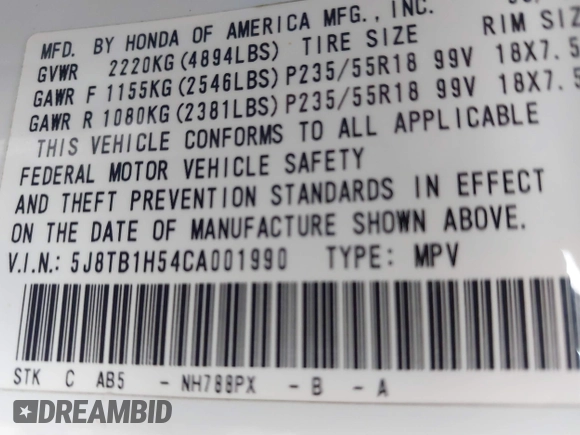 MFD. BY HONDA OF AMERICA MFG., INC.
GVWR 2220KG(4894LBS) TIRE SIZE RIM SIZ
GAWR F 1155KG(2546LBS) P235/55R18 99V 18X7.5
GAWR R 1080KG(2381LBS) P235/55R18 99V 18X7.5
THIS VEHICLE CONFORMS TO ALL APPLICABLE
FEDERAL MOTOR VEHICLE SAFETY
AND THEFT PREVENTION STANDARDS IN EFFECT
ON THE DATE OF MANUFACTURE SHOWN ABOVE.
V.I.N.: 5J8TB1H54CA001990 TYPE: MPV
STK C AB5 - NH788PX - B - A
DREAMBID